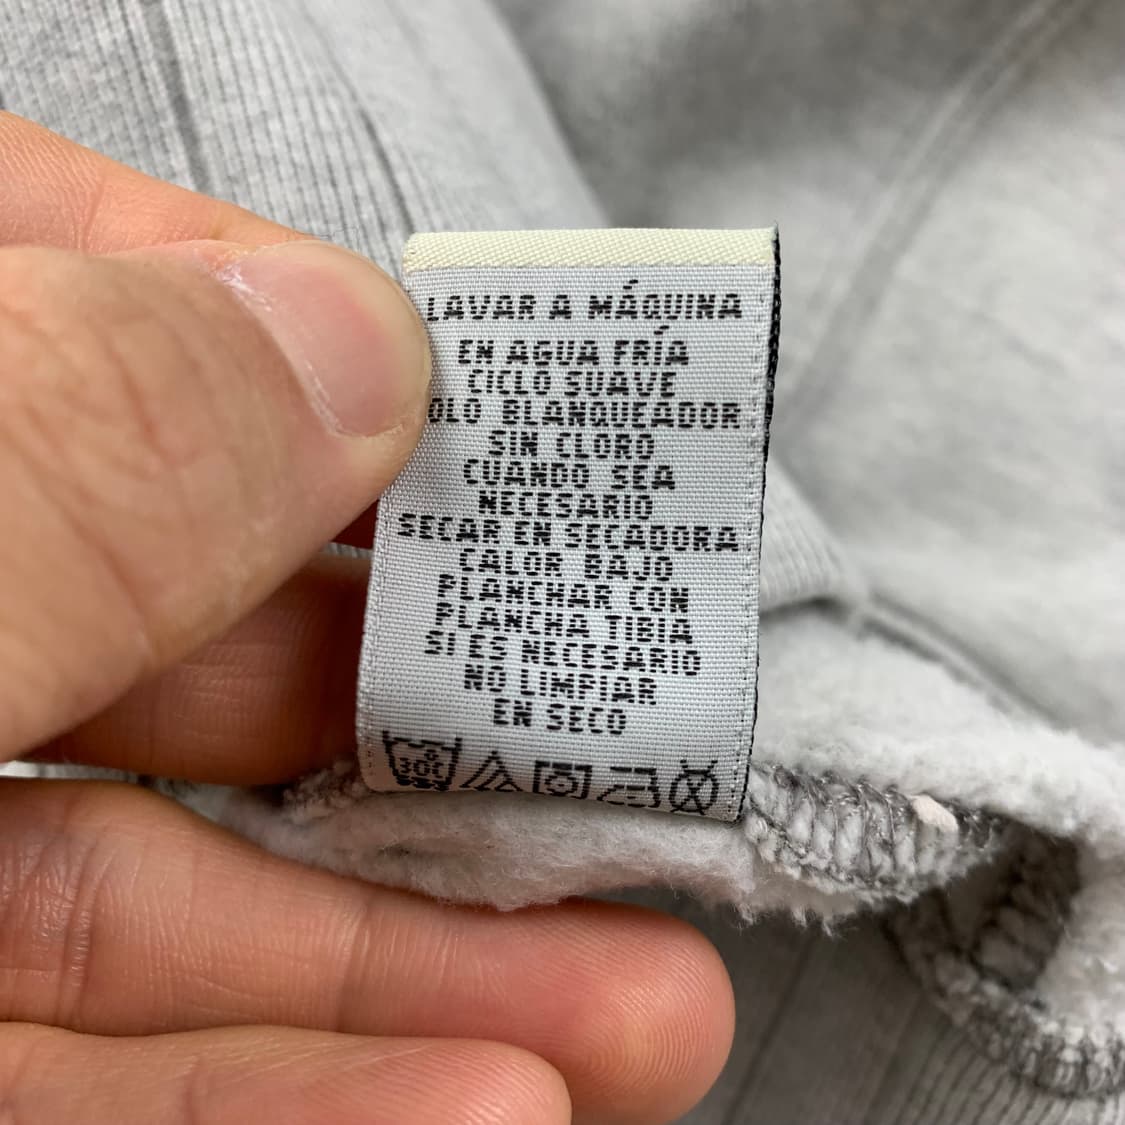 LAVAR A MÁQUINA
EN AGUA FRÍA
CICLO SUAVE
OLO BLANQUEADOR
SIN CLORO
CUANDO SEA
NECESARIO
SECAR EN SECADORA
CALOR BAJO
PLANCHAR CON
PLANCHA TIBIA
SI ES NECESARIO
NO LIMPIAR
EN SECO